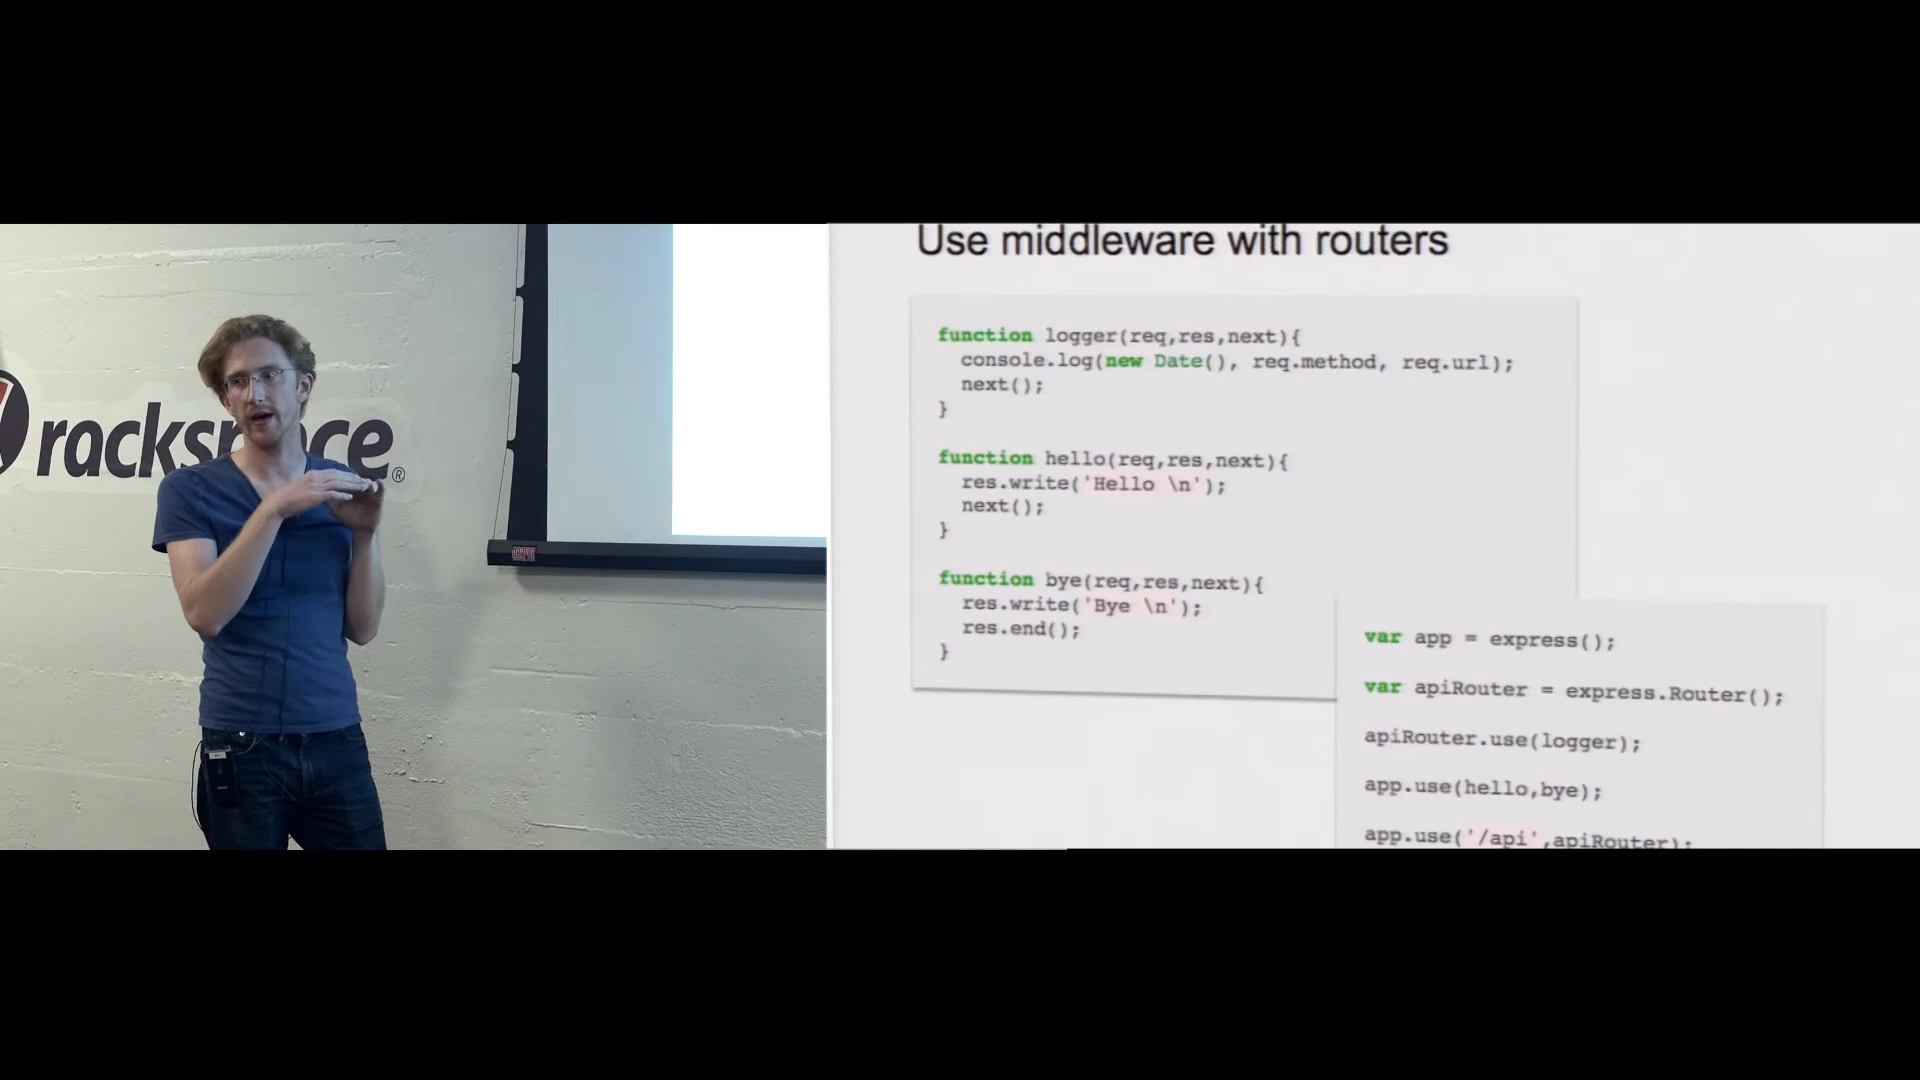 rackspace®
Use middleware with routers
function logger(req,res,next){
  console.log(new Date(), req.method, req.url);
  next();
}
function hello(req,res,next){
  res.write('Hello \n');
  next();
}
function bye(req,res,next){
  res.write('Bye \n');
  res.end();
}
var app = express();
var apiRouter = express.Router();
apiRouter.use(logger);
app.use(hello,bye);
app.use('/api',apiRouter);